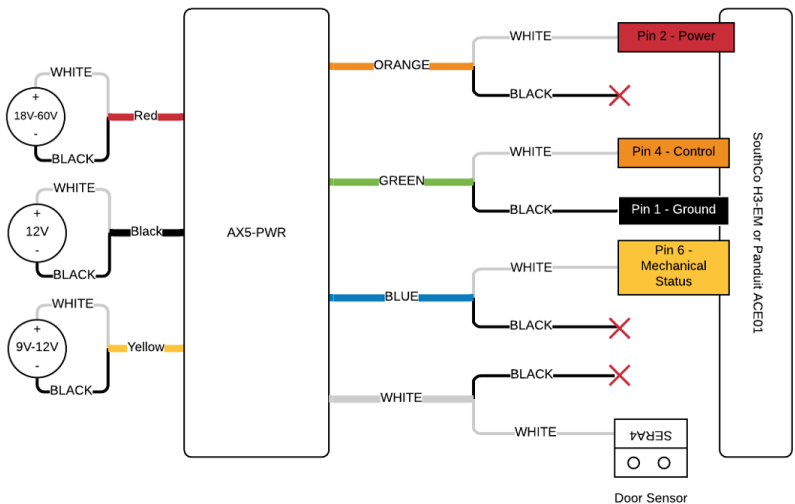 WHITE
+
18V-60V
-
BLACK
Red
WHITE
+
12V
-
BLACK
Black
WHITE
+
9V-12V
-
BLACK
Yellow
AX5-PWR
ORANGE
WHITE
BLACK
Pin 2 - Power
GREEN
WHITE
BLACK
Pin 4 - Control
Pin 1 - Ground
BLUE
WHITE
BLACK
Pin 6 -
Mechanical
Status
WHITE
BLACK
WHITE
SERA4
Door Sensor
SouthCo H3-EM or Panduit ACE01